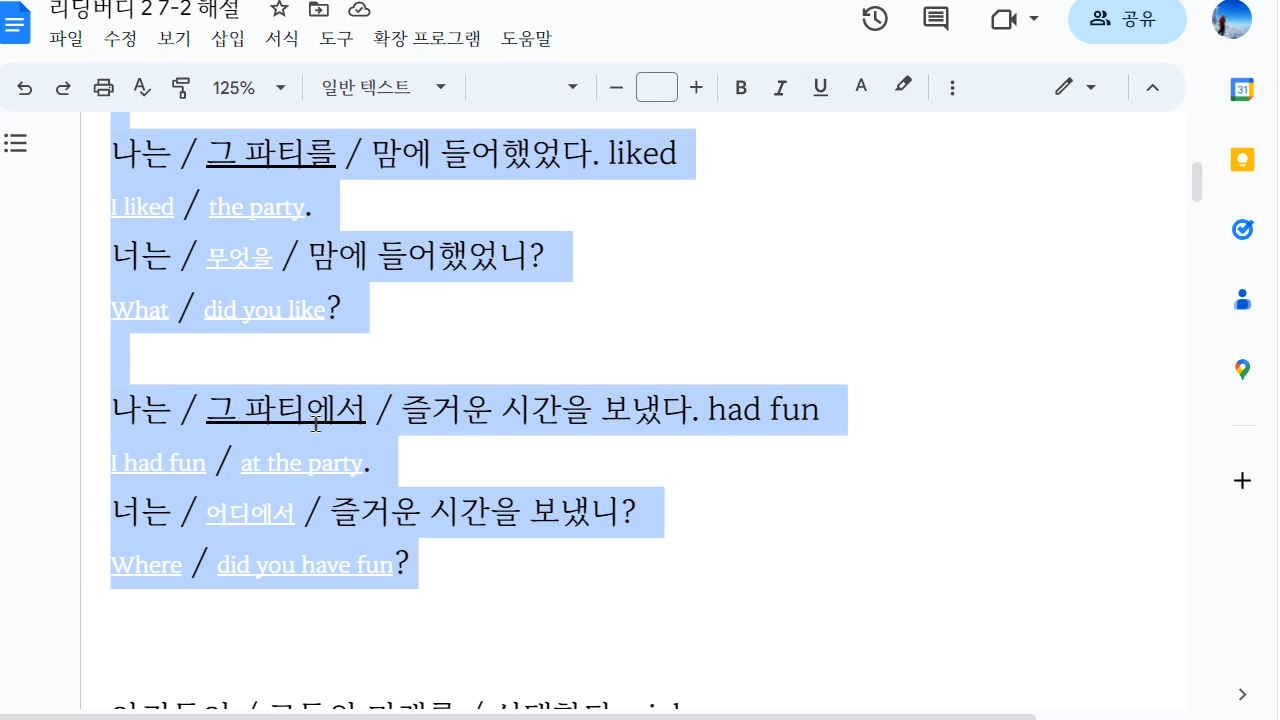 리딩버디 2 7-2 해설
파일 수정 보기 삽입 서식 도구 확장 프로그램 도움말
공유
125% 일반 텍스트 B I U A
31
나는 / 그 파티를 / 맘에 들어했었다. liked
I liked / the party.
너는 / 무엇을 / 맘에 들어했었니?
What / did you like?
나는 / 그 파티에서 / 즐거운 시간을 보냈다. had fun
I had fun / at the party.
너는 / 어디에서 / 즐거운 시간을 보냈니?
Where / did you have fun?